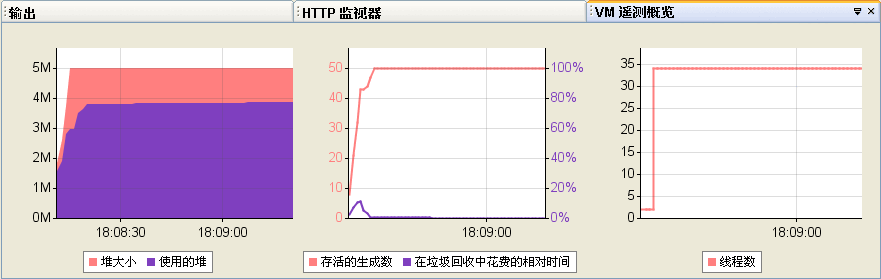 输出
HTTP 监视器
VM 遥测概览
5M
4M
3M
2M
1M
0M
18:08:30 18:09:00
堆大小 使用的堆
50
40
30
20
10
0
100%
80%
60%
40%
20%
0%
18:09:00
存活的生成数 在垃圾回收中花费的相对时间
35
30
25
20
15
10
5
0
18:09:00
线程数